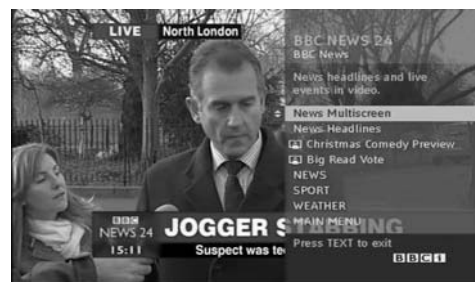 LIVE North London
BBC NEWS 24
BBC News
News headlines and live
events in video.
News Multiscreen
News Headlines
Christmas Comedy Preview
Big Read Vote
NEWS
SPORT
WEATHER
MAIN MENU
Press TEXT to exit
BBCi
BBC
NEWS 24
15:11
JOGGER STABBING
Suspect was